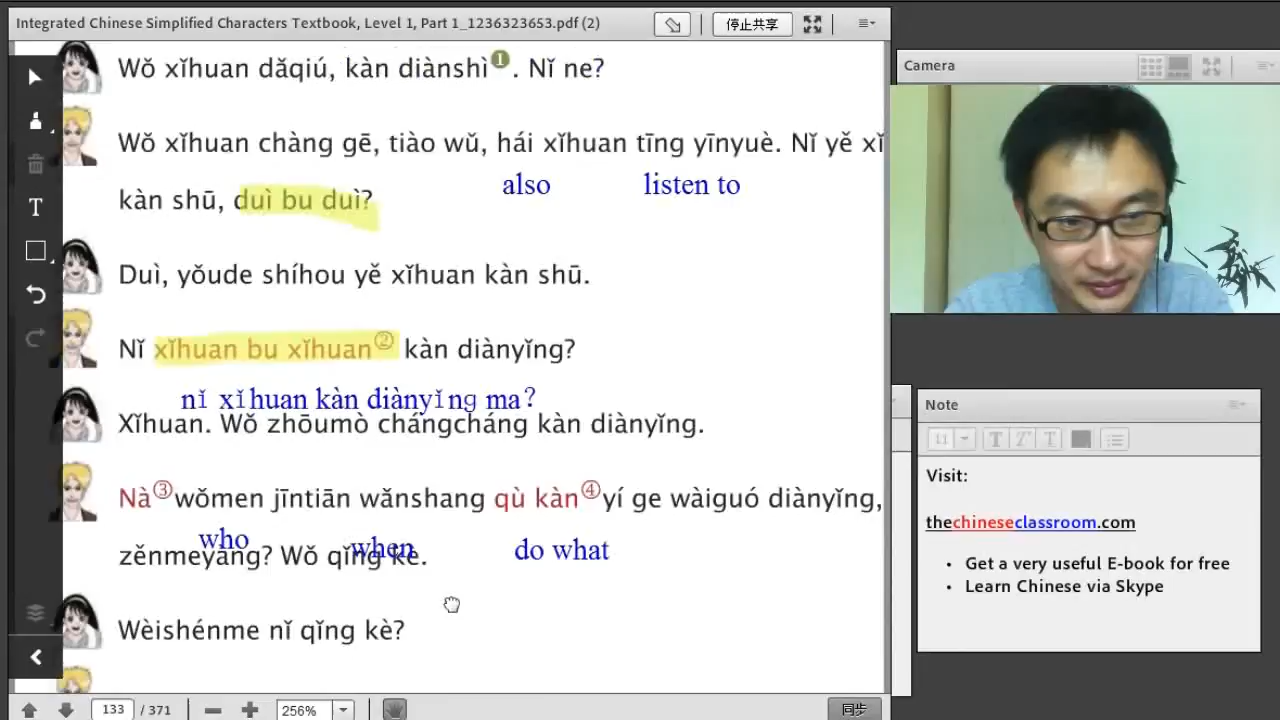 Integrated Chinese Simplified Characters Textbook, Level 1, Part 1_1236323653.pdf (2)
停止共享
Wǒ xǐhuan dǎqiú, kàn diànshì①. Nǐ ne?
Wǒ xǐhuan chàng gē, tiào wǔ, hái xǐhuan tīng yīnyuè. Nǐ yě xǐ
also listen to
kàn shū, duì bu duì?
Duì, yǒude shíhou yě xǐhuan kàn shū.
Nǐ xǐhuan bu xǐhuan② kàn diànyǐng?
nǐ xǐhuan kàn diànyǐng ma?
Xǐhuan. Wǒ zhōumò chángcháng kàn diànyǐng.
Nà③wǒmen jīntiān wǎnshang qù kàn④yí ge wàiguó diànyǐng,
who when do what
zěnmeyàng? Wǒ qǐng kè.
Wèishénme nǐ qǐng kè?
T
133 / 371
256%
同步
Camera
Note
11 T T T
Visit:
thechineseclassroom.com
• Get a very useful E-book for free
• Learn Chinese via Skype